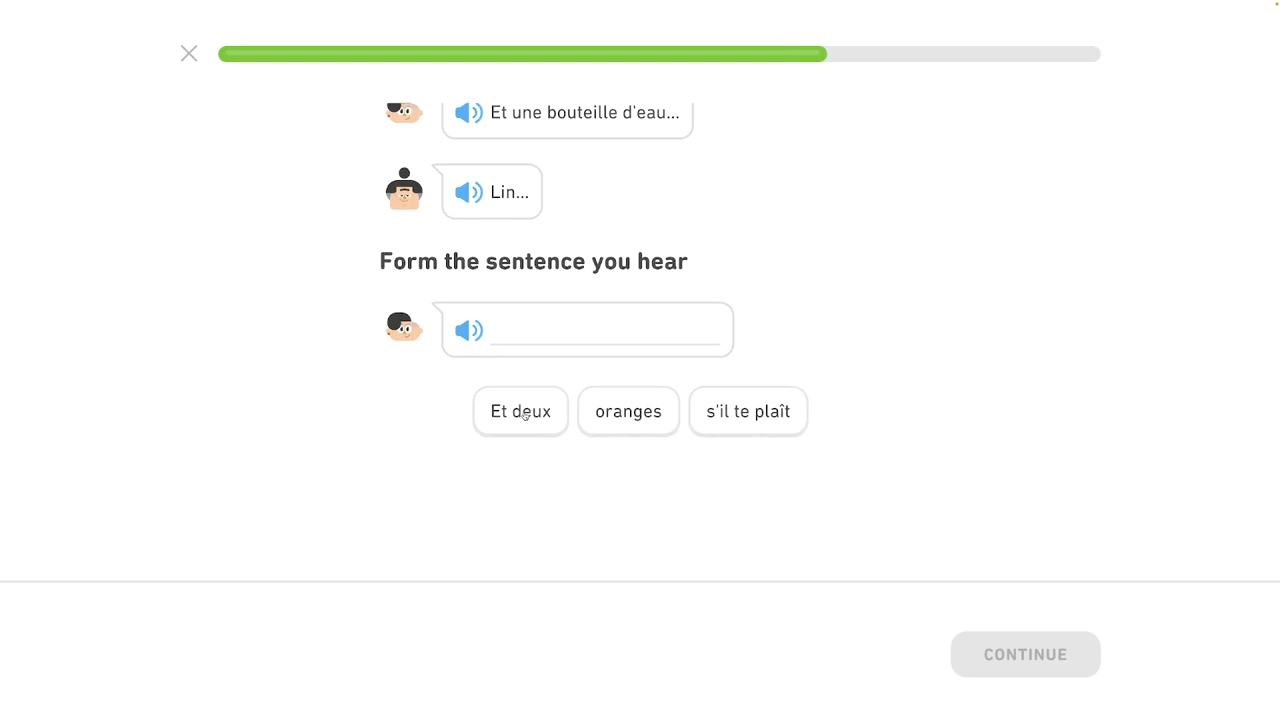 Et une bouteille d'eau...
Lin...
Form the sentence you hear
Et deux oranges s'il te plaît
CONTINUE